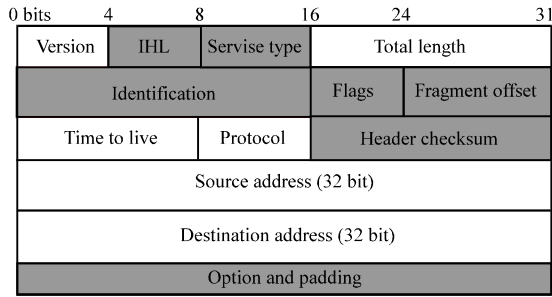 0 bits 4 8 16 24 31
Version IHL Servise type Total length
Identification Flags Fragment offset
Time to live Protocol Header checksum
Source address (32 bit)
Destination address (32 bit)
Option and padding